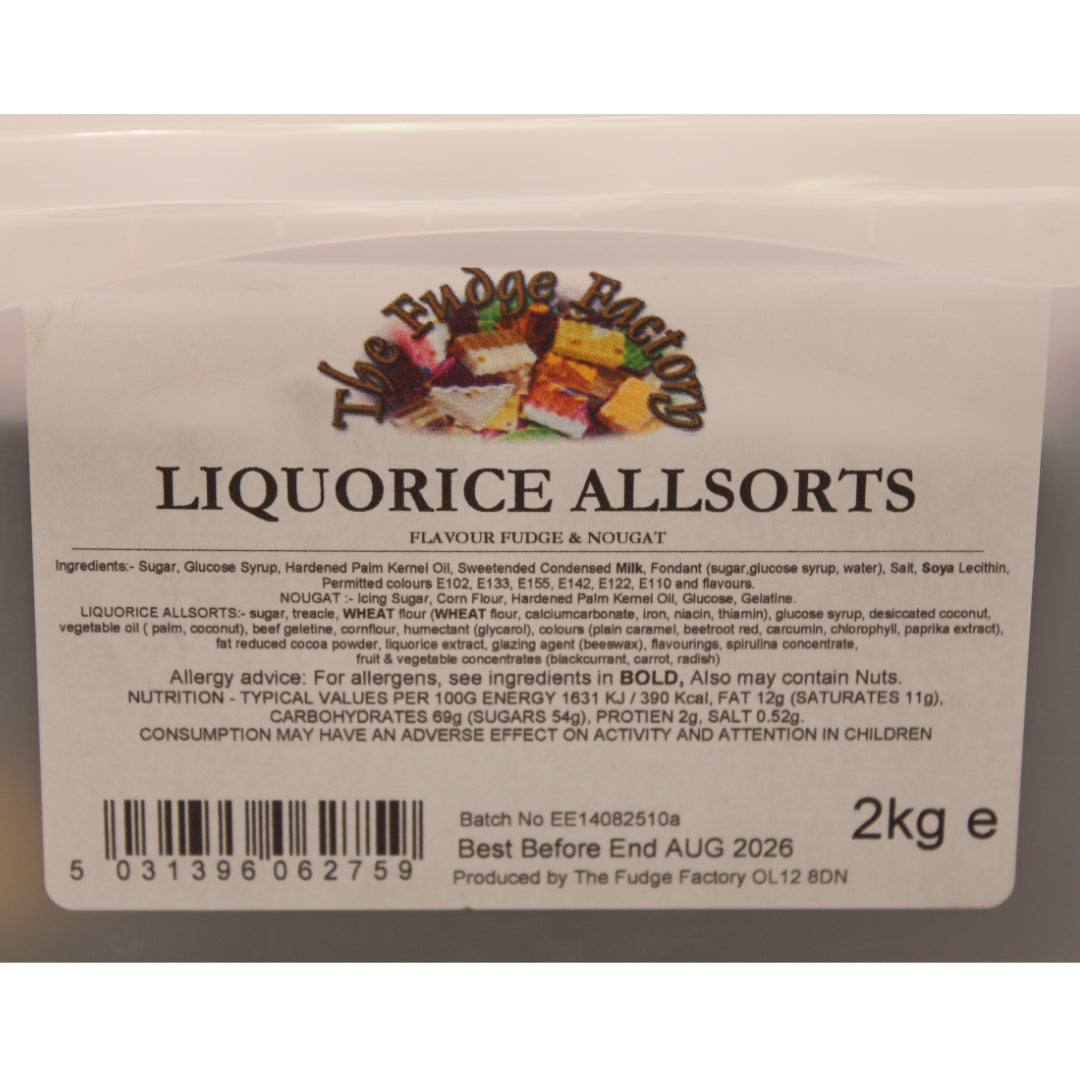 The Fudge Factory
LIQUORICE ALLSORTS
FLAVOUR FUDGE & NOUGAT
Ingredients:- Sugar, Glucose Syrup, Hardened Palm Kernel Oil, Sweetended Condensed Milk, Fondant (sugar,glucose syrup, water), Salt, Soya Lecithin,
Permitted colours E102, E133, E155, E142, E122, E110 and flavours.
NOUGAT :- Icing Sugar, Corn Flour, Hardened Palm Kernel Oil, Glucose, Gelatine.
LIQUORICE ALLSORTS:- sugar, treacle, WHEAT flour (WHEAT flour, calciumcarbonate, iron, niacin, thiamin), glucose syrup, desiccated coconut,
vegetable oil ( palm, coconut), beef geletine, cornflour, humectant (glycarol), colours (plain caramel, beetroot red, carcumin, chlorophyll, paprika extract),
fat reduced cocoa powder, liquorice extract, glazing agent (beeswax), flavourings, spirulina concentrate,
fruit & vegetable concentrates (blackcurrant, carrot, radish)
Allergy advice: For allergens, see ingredients in BOLD, Also may contain Nuts.
NUTRITION - TYPICAL VALUES PER 100G ENERGY 1631 KJ / 390 Kcal, FAT 12g (SATURATES 11g),
CARBOHYDRATES 69g (SUGARS 54g), PROTIEN 2g, SALT 0.52g.
CONSUMPTION MAY HAVE AN ADVERSE EFFECT ON ACTIVITY AND ATTENTION IN CHILDREN
Batch No EE14082510a
2kg e
Best Before End AUG 2026
Produced by The Fudge Factory OL12 8DN
5 031396 062759